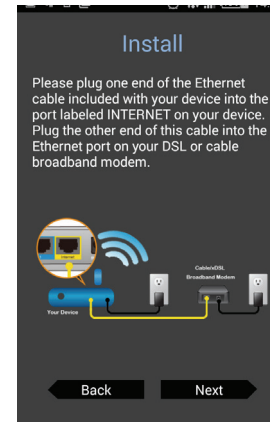 Install
Please plug one end of the Ethernet
cable included with your device into the
port labeled INTERNET on your device.
Plug the other end of this cable into the
Ethernet port on your DSL or cable
broadband modem.
Internet
Cable/xDSL
Broadband Modem
Your Device
Back
Next